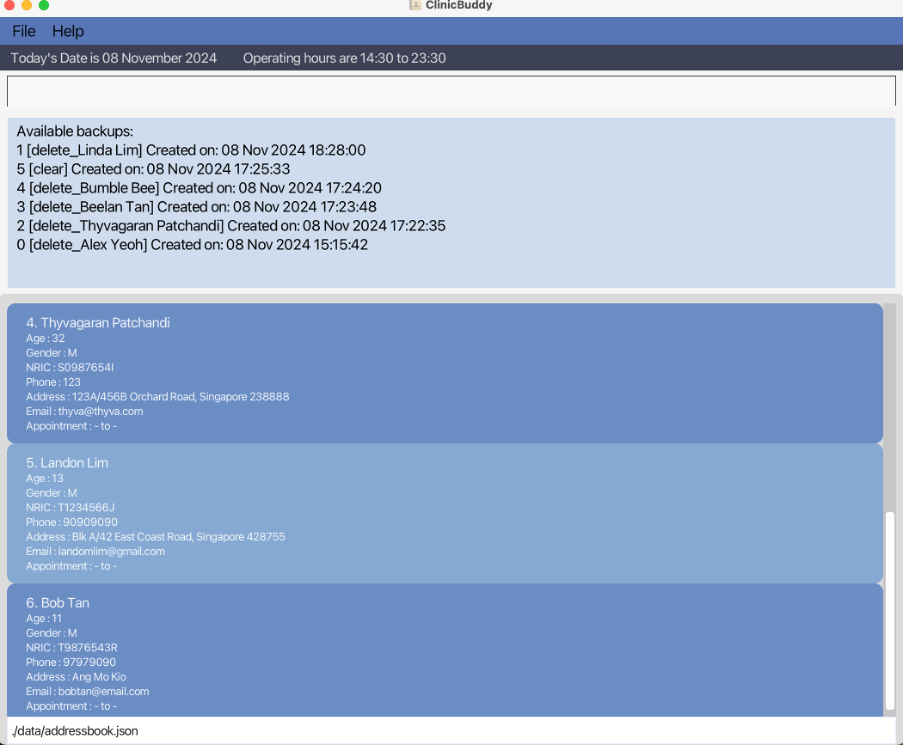 ClinicBuddy
File Help
Today's Date is 08 November 2024 Operating hours are 14:30 to 23:30
Available backups:
1 [delete_Linda Lim] Created on: 08 Nov 2024 18:28:00
5 [clear] Created on: 08 Nov 2024 17:25:33
4 [delete_Bumble Bee] Created on: 08 Nov 2024 17:24:20
3 [delete_Beelan Tan] Created on: 08 Nov 2024 17:23:48
2 [delete_Thyvagaran Patchandi] Created on: 08 Nov 2024 17:22:35
0 [delete_Alex Yeoh] Created on: 08 Nov 2024 15:15:42
4. Thyvagaran Patchandi
Age : 32
Gender : M
NRIC : S0987654I
Phone : 123
Address : 123A/456B Orchard Road, Singapore 238888
Email : thyva@thyva.com
Appointment : - to -
5. Landon Lim
Age : 13
Gender : M
NRIC : T1234566J
Phone : 90909090
Address : Blk A/42 East Coast Road, Singapore 428755
Email : landomlim@gmail.com
Appointment : - to -
6. Bob Tan
Age : 11
Gender : M
NRIC : T9876543R
Phone : 97979090
Address : Ang Mo Kio
Email : bobtan@email.com
Appointment : - to -
./data/addressbook.json